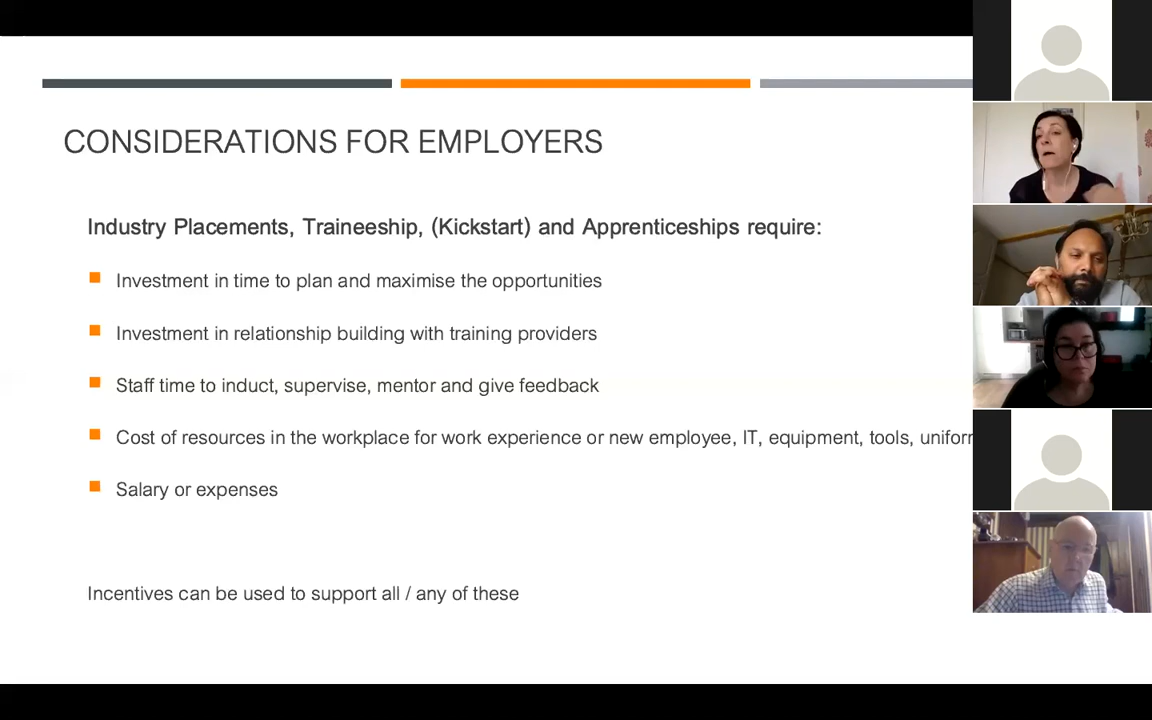 CONSIDERATIONS FOR EMPLOYERS
Industry Placements, Traineeship, (Kickstart) and Apprenticeships require:
Investment in time to plan and maximise the opportunities
Investment in relationship building with training providers
Staff time to induct, supervise, mentor and give feedback
Cost of resources in the workplace for work experience or new employee, IT, equipment, tools,
Salary or expenses
Incentives can be used to support all / any of these